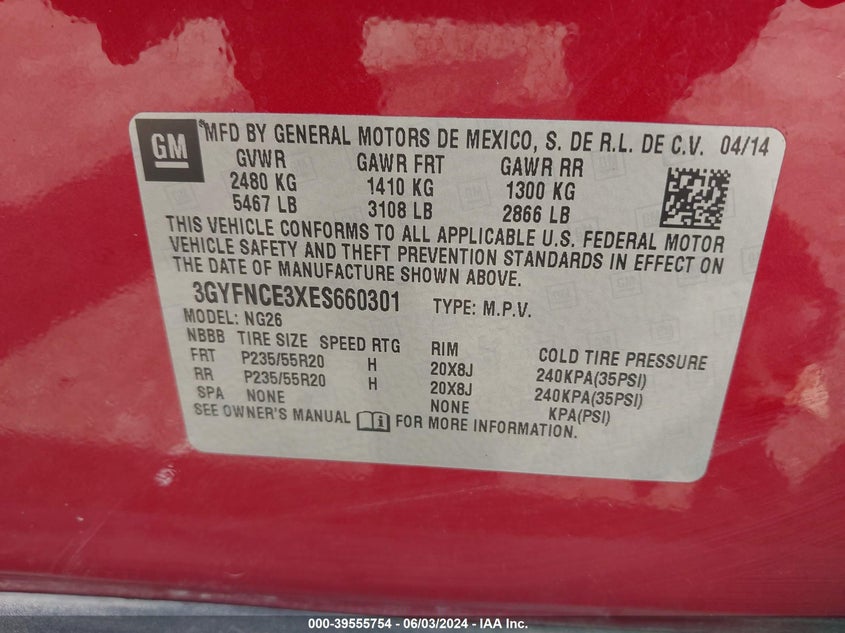 GM
MFD BY GENERAL MOTORS DE MEXICO, S. DE R.L. DE C.V. 04/14
GVWR GAWR FRT GAWR RR
2480 KG 1410 KG 1300 KG
5467 LB 3108 LB 2866 LB
THIS VEHICLE CONFORMS TO ALL APPLICABLE U.S. FEDERAL MOTOR
VEHICLE SAFETY AND THEFT PREVENTION STANDARDS IN EFFECT ON
THE DATE OF MANUFACTURE SHOWN ABOVE.
3GYFNCE3XES660301 TYPE: M.P.V.
MODEL: NG26
NBBB TIRE SIZE SPEED RTG RIM COLD TIRE PRESSURE
FRT P235/55R20 H 20X8J 240KPA(35PSI)
RR P235/55R20 H 20X8J 240KPA(35PSI)
SPA NONE NONE KPA(PSI)
SEE OWNER'S MANUAL i FOR MORE INFORMATION.
000-39555754 - 06/03/2024 - IAA Inc.